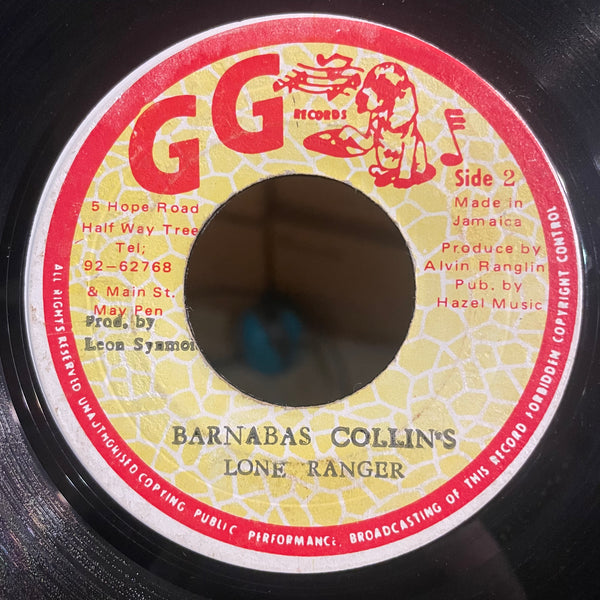 GG
RECORDS
Side 2
5 Hope Road
Half Way Tree
Tel;
92-62768
& Main St.
May Pen
Prod. by
Leon Synmoi
Made in
Jamaica
Produce by
Alvin Ranglin
Pub. by
Hazel Music
BARNABAS COLLIN'S
LONE RANGER
ALL RIGHTS RESERVED UNAUTHORISED COPYING PUBLIC PERFORMANCE, BROADCASTING OF THIS RECORD FORBIDDEN COPYRIGHT CONTROL